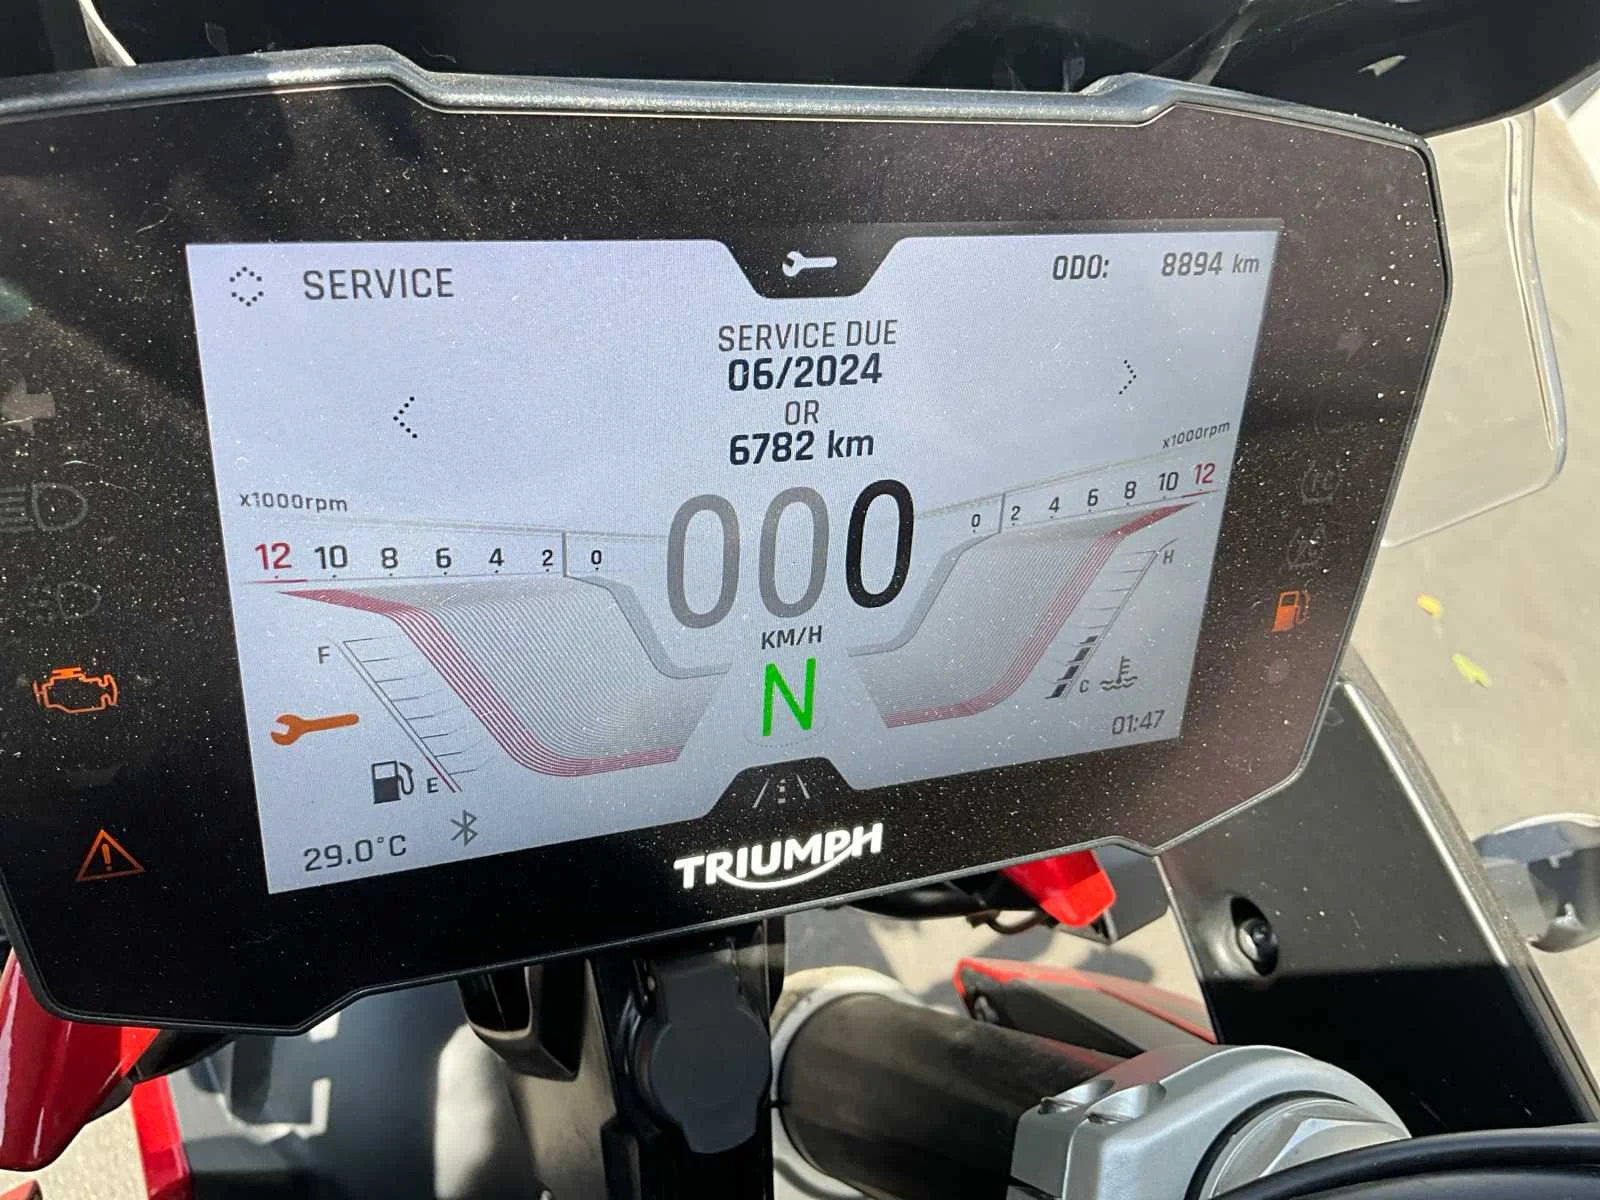 SERVICE
ODO: 8894 km
SERVICE DUE
06/2024
OR
6782 km
x1000rpm
x1000rpm
12 10 8 6 4 2 0
0 2 4 6 8 10 12
000
KM/H
F
H
N
C
E
01:47
29.0°C
TRIUMPH